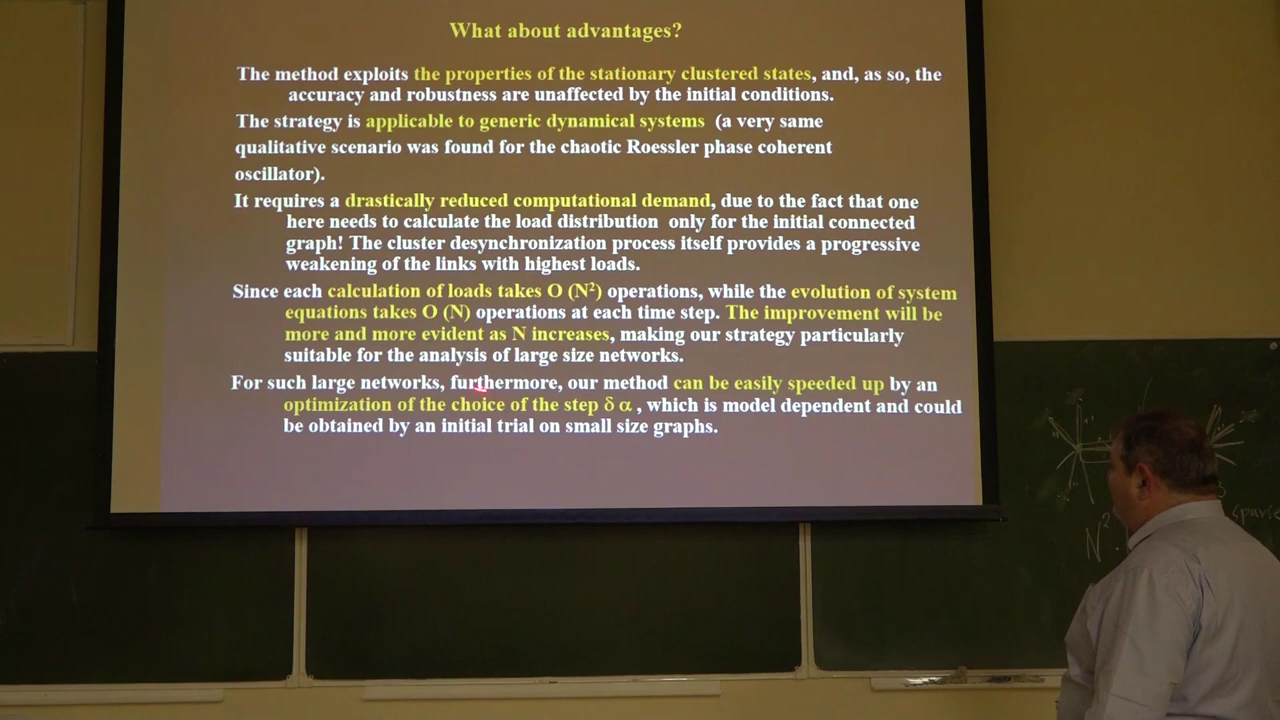 What about advantages?
The method exploits the properties of the stationary clustered states, and, as so, the
accuracy and robustness are unaffected by the initial conditions.
The strategy is applicable to generic dynamical systems (a very same
qualitative scenario was found for the chaotic Roessler phase coherent
oscillator).
It requires a drastically reduced computational demand, due to the fact that one
here needs to calculate the load distribution only for the initial connected
graph! The cluster desynchronization process itself provides a progressive
weakening of the links with highest loads.
Since each calculation of loads takes O (N²) operations, while the evolution of system
equations takes O (N) operations at each time step. The improvement will be
more and more evident as N increases, making our strategy particularly
suitable for the analysis of large size networks.
For such large networks, furthermore, our method can be easily speeded up by an
optimization of the choice of the step δ α , which is model dependent and could
be obtained by an initial trial on small size graphs.
3
N²